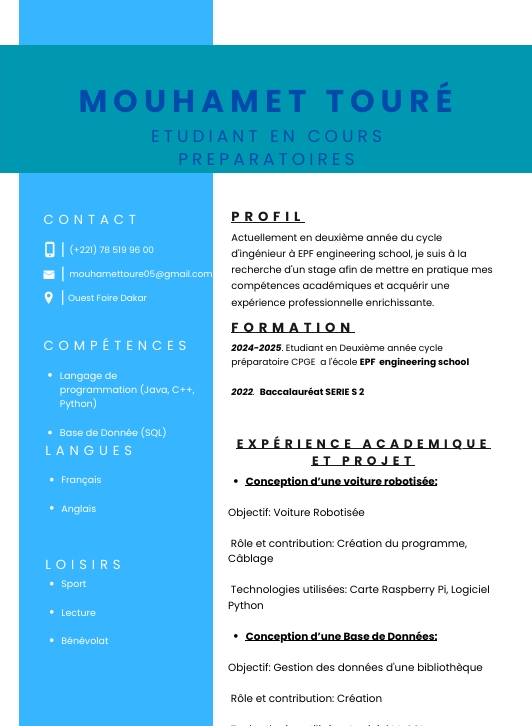 MOUHAMET TOURÉ
ETUDIANT EN COURS
PREPARATOIRES
CONTACT
(+221) 78 519 96 00
mouhamettoure05@gmail.com
Ouest Foire Dakar
COMPÉTENCES
Langage de
programmation (Java, C++,
Python)
Base de Donnée (SQL)
LANGUES
Français
Anglais
LOISIRS
Sport
Lecture
Bénévolat
PROFIL
Actuellement en deuxième année du cycle
d'ingénieur à EPF engineering school, je suis à la
recherche d'un stage afin de mettre en pratique mes
compétences académiques et acquérir une
expérience professionnelle enrichissante.
FORMATION
2024-2025. Etudiant en Deuxième année cycle
préparatoire CPGE a l'école EPF engineering school
2022. Baccalauréat SERIE S 2
EXPÉRIENCE ACADEMIQUE
ET PROJET
Conception d'une voiture robotisée:
Objectif: Voiture Robotisée
Rôle et contribution: Création du programme,
Câblage
Technologies utilisées: Carte Raspberry Pi, Logiciel
Python
Conception d'une Base de Données:
Objectif: Gestion des données d'une bibliothèque
Rôle et contribution: Création